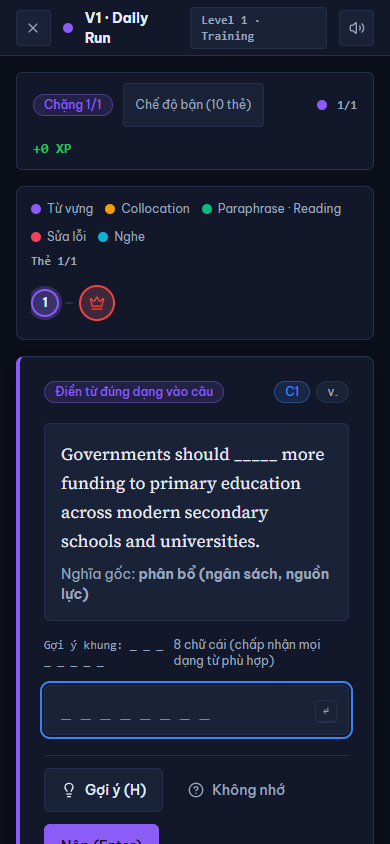 V1 · Daily
Run
Level 1 ·
Training
Chặng 1/1
Chế độ bận (10 thẻ)
1/1
+0 XP
Từ vựng
Collocation
Paraphrase · Reading
Sửa lỗi
Nghe
Thẻ 1/1
1
Điền từ đúng dạng vào câu
C1
v.
Governments should _____ more
funding to primary education
across modern secondary
schools and universities.
Nghĩa gốc: phân bổ (ngân sách, nguồn
lực)
Gợi ý khung: _ _ _
_ _ _ _ _
8 chữ cái (chấp nhận mọi
dạng từ phù hợp)
_ _ _ _ _ _ _ _
Gợi ý (H)
Không nhớ
Nộp (Enter)